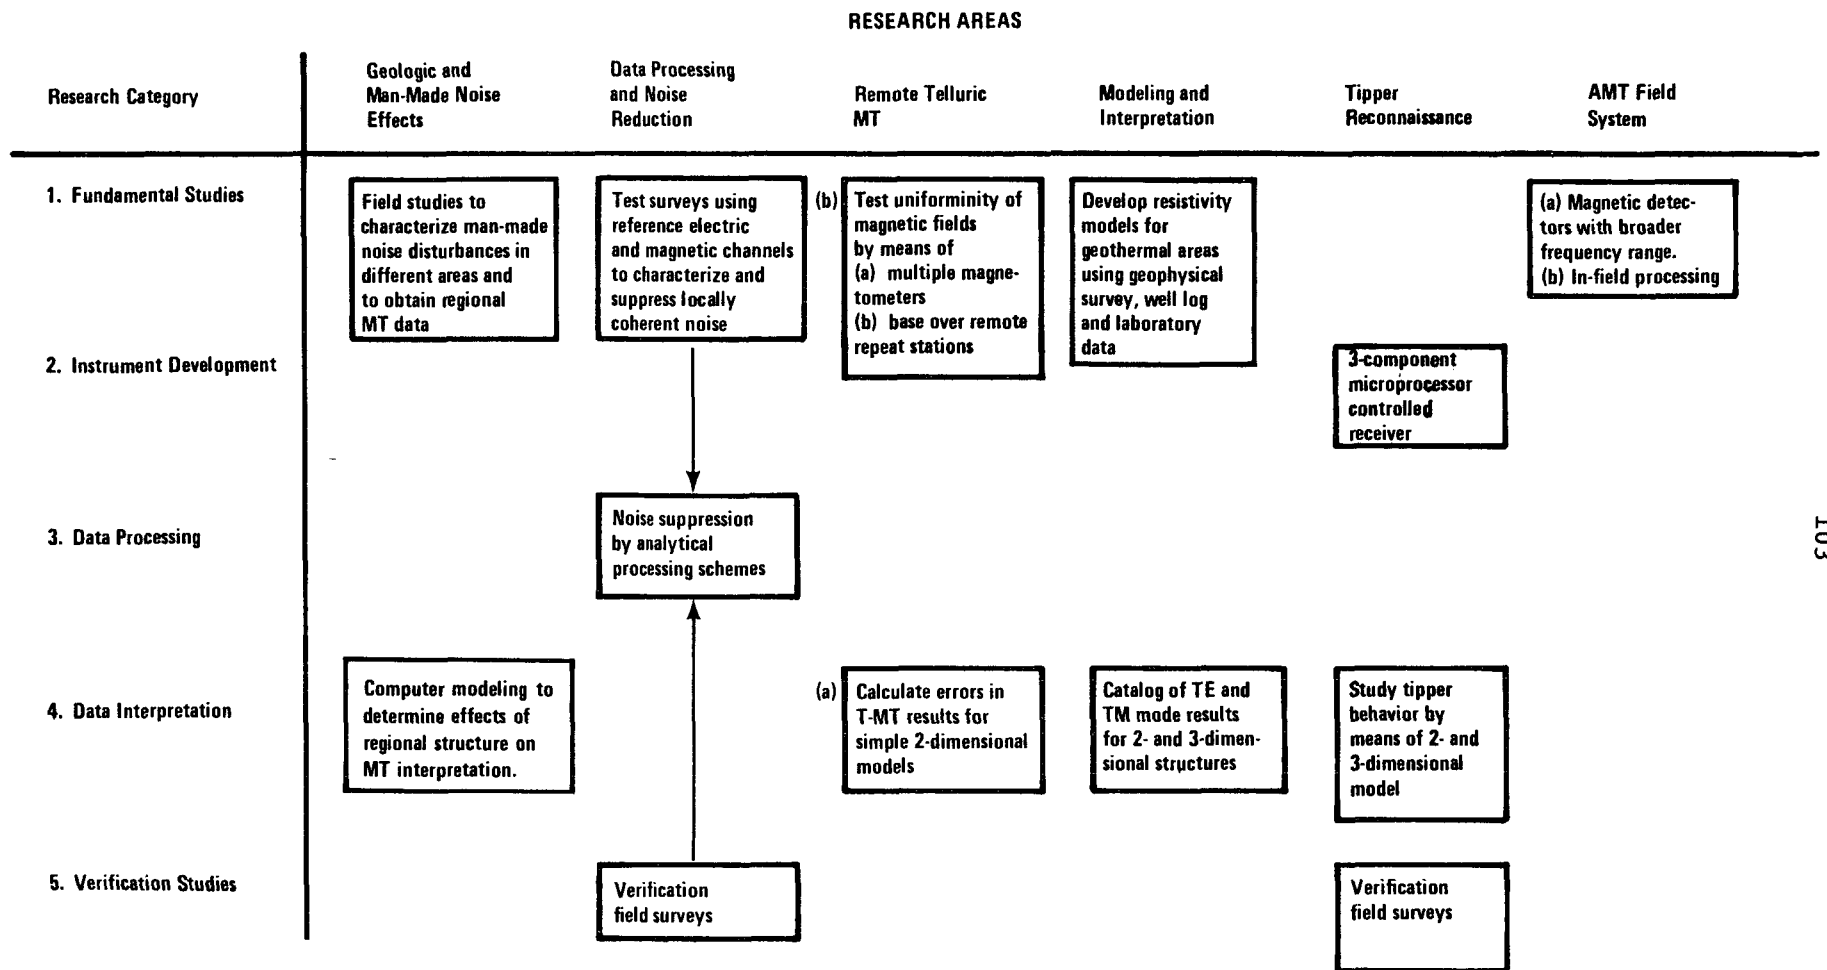 RESEARCH AREAS
Research Category
Geologic and
Man-Made Noise
Effects
Data Processing
and Noise
Reduction
Remote Telluric
MT
Modeling and
Interpretation
Tipper
Reconnaissance
AMT Field
System
1. Fundamental Studies
Field studies to
characterize man-made
noise disturbances in
different areas and
to obtain regional
MT data
Test surveys using
reference electric
and magnetic channels
to characterize and
suppress locally
coherent noise
(b)
Test uniforminity of
magnetic fields
by means of
(a) multiple magne-
tometers
(b) base over remote
repeat stations
Develop resistivity
models for
geothermal areas
using geophysical
survey, well log
and laboratory
data
(a) Magnetic detec-
tors with broader
frequency range.
(b) In-field processing
2. Instrument Development
3-component
microprocessor
controlled
receiver
3. Data Processing
Noise suppression
by analytical
processing schemes
103
4. Data Interpretation
Computer modeling to
determine effects of
regional structure on
MT interpretation.
(a)
Calculate errors in
T-MT results for
simple 2-dimensional
models
Catalog of TE and
TM mode results
for 2- and 3-dimen-
sional structures
Study tipper
behavior by
means of 2- and
3-dimensional
model
5. Verification Studies
Verification
field surveys
Verification
field surveys